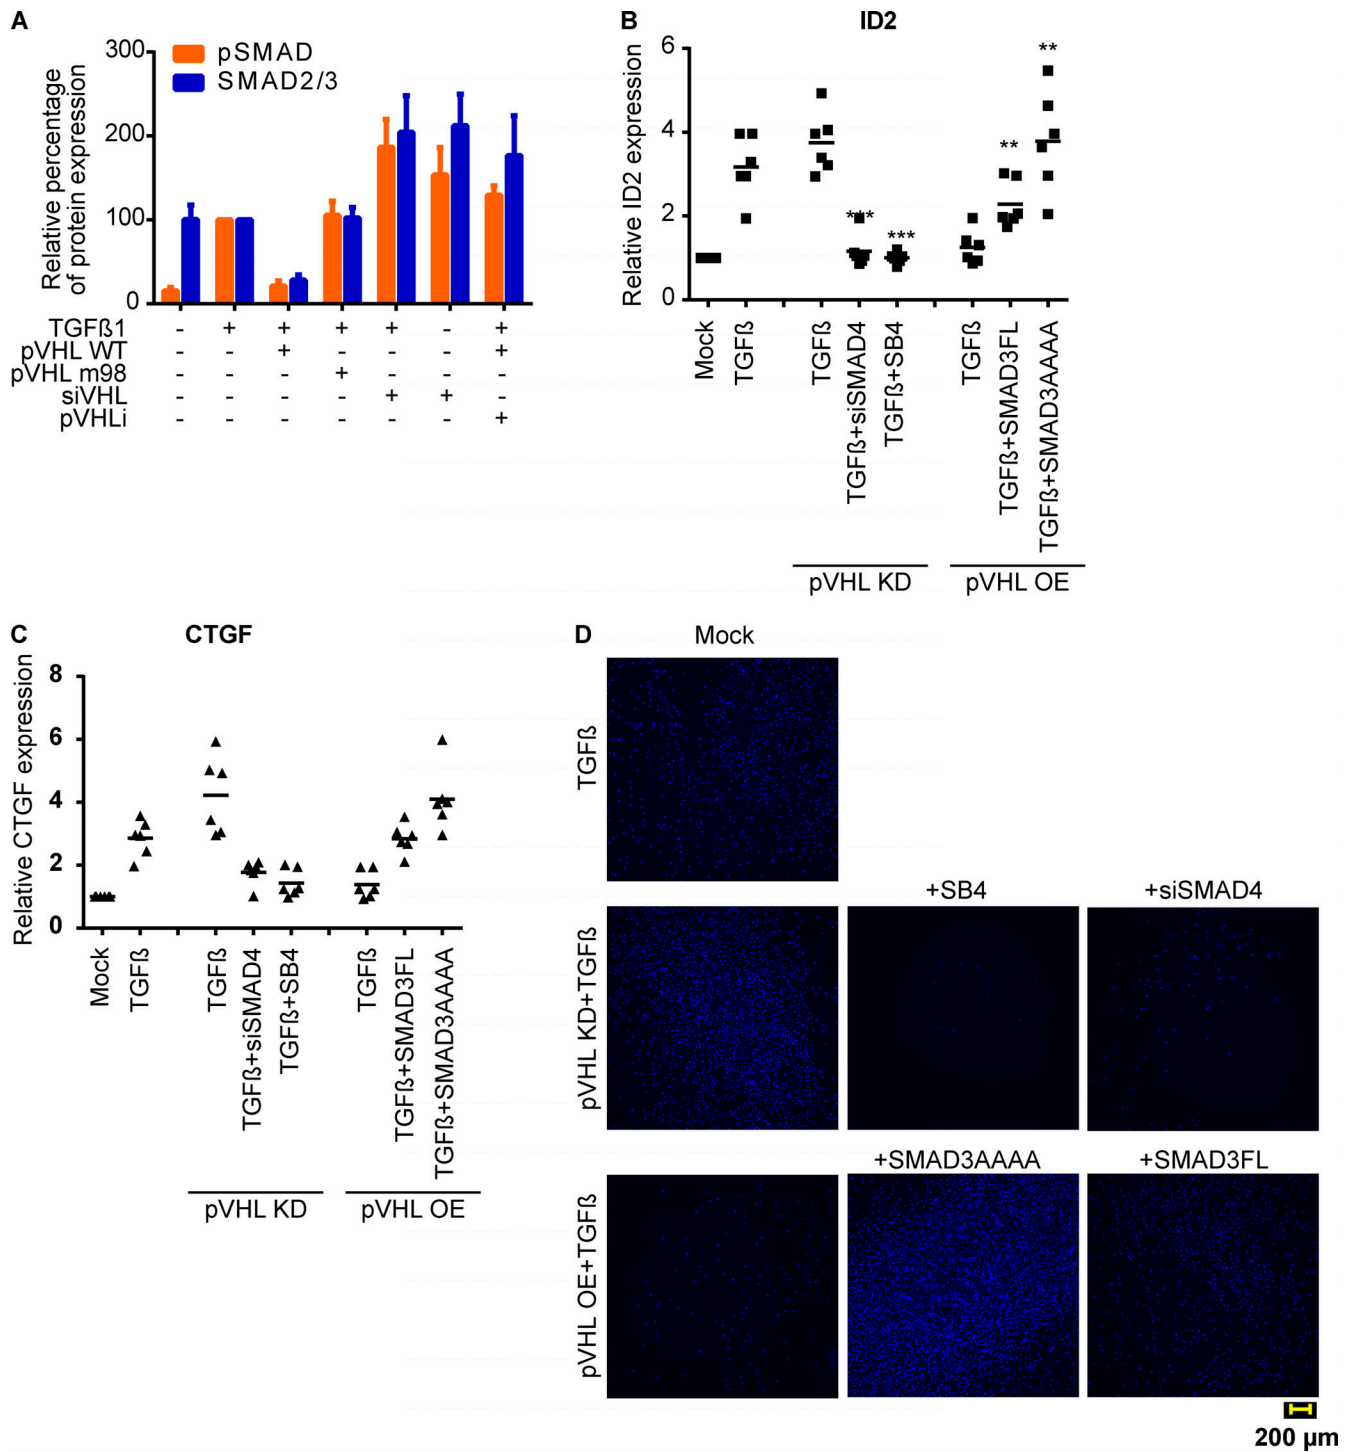 A
Relative percentage
of protein expression
300
200
100
0
pSMAD
SMAD2/3
TGFß1 - + + + + - +
pVHL WT - - + - - - +
pVHL m98 - - - + - - -
siVHL - - - - + + -
pVHLi - - - - - - +
B
ID2
Relative ID2 expression
6
4
2
0
***
***
**
**
Mock
TGFß
TGFß
TGFß+siSMAD4
TGFß+SB4
TGFß
TGFß+SMAD3FL
TGFß+SMAD3AAAA
pVHL KD
pVHL OE
C
CTGF
Relative CTGF expression
8
6
4
2
0
Mock
TGFß
TGFß
TGFß+siSMAD4
TGFß+SB4
TGFß
TGFß+SMAD3FL
TGFß+SMAD3AAAA
pVHL KD
pVHL OE
D
Mock
TGFß
+SB4
+siSMAD4
pVHL KD+TGFß
+SMAD3AAAA
+SMAD3FL
pVHL OE+TGFß
200 µm